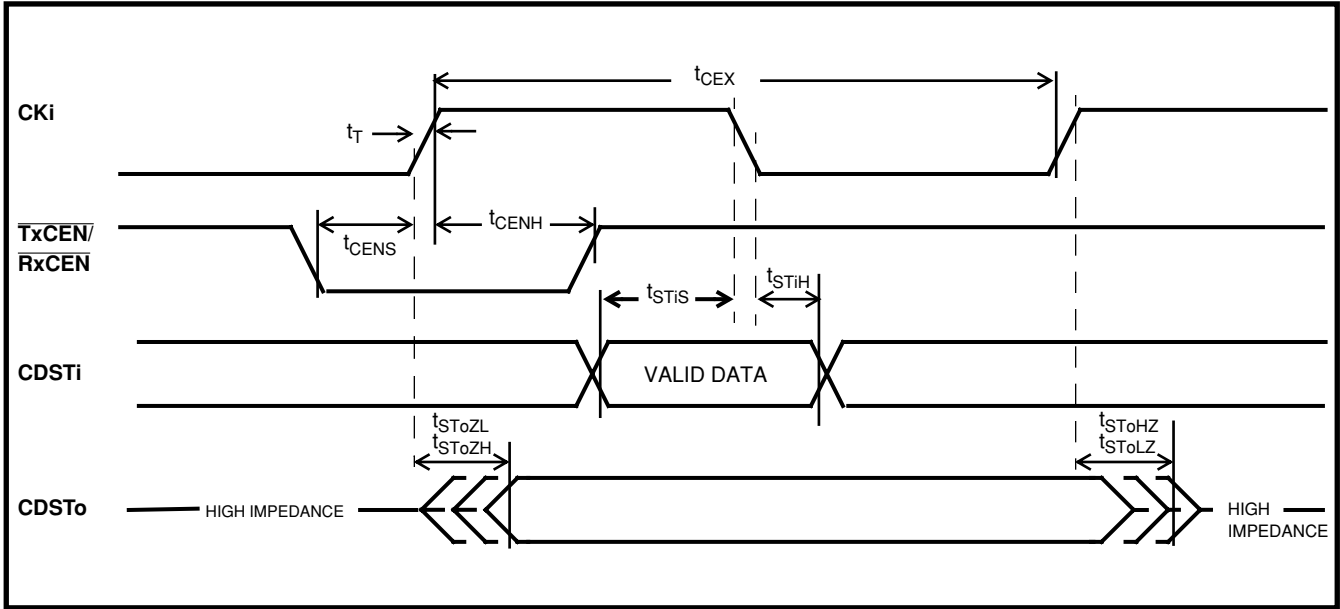 tCEX
CKi
tT
TxCEN/
RxCEN
tCENS
tCENH
tSTiS
tSTiH
CDSTi
VALID DATA
tSToZL
tSToZH
tSToHZ
tSToLZ
CDSTo
HIGH IMPEDANCE
HIGH
IMPEDANCE